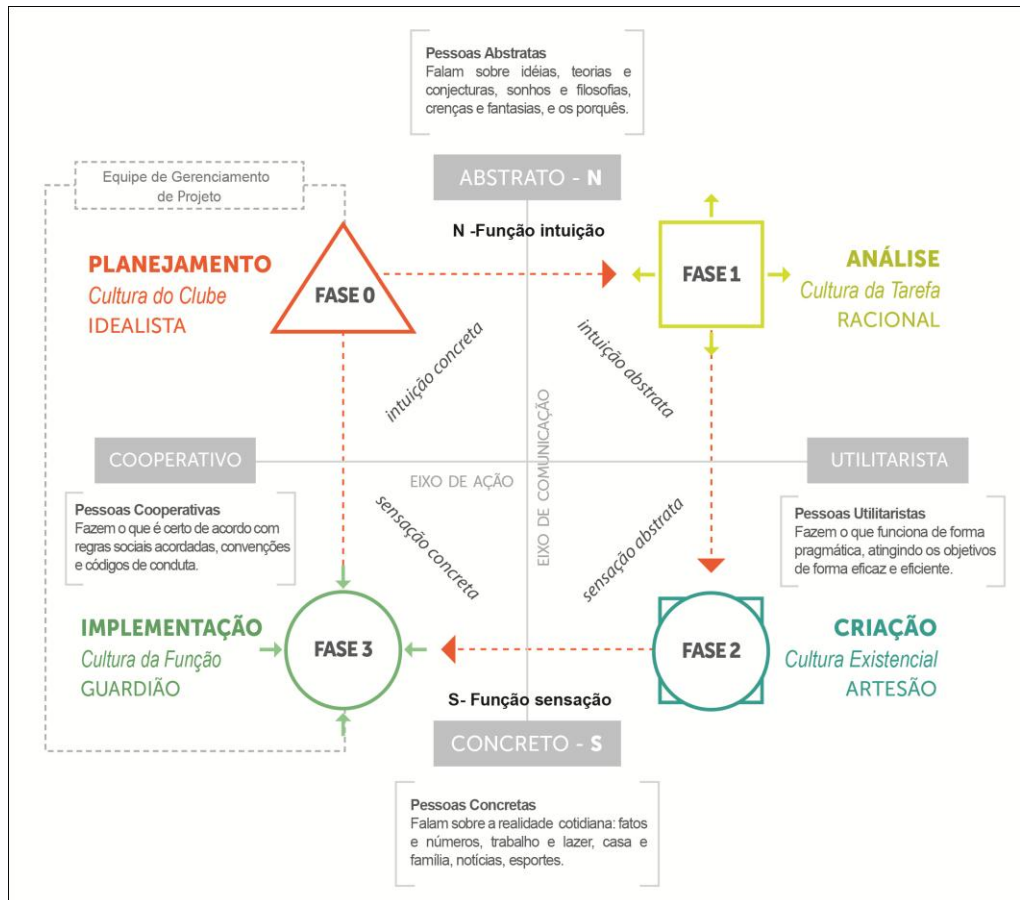 Pessoas Abstratas
Falam sobre idéias, teorias e
conjecturas, sonhos e filosofias,
crenças e fantasias, e os porquês.
Equipe de Gerenciamento
de Projeto
ABSTRATO - N
N -Função intuição
PLANEJAMENTO
Cultura do Clube
IDEALISTA
FASE 0
FASE 1
ANÁLISE
Cultura da Tarefa
RACIONAL
intuição concreta
intuição abstrata
COOPERATIVO
EIXO DE AÇÃO
EIXO DE COMUNICAÇÃO
UTILITARISTA
Pessoas Cooperativas
Fazem o que é certo de acordo com
regras sociais acordadas, convenções
e códigos de conduta.
sensação concreta
sensação abstrata
Pessoas Utilitaristas
Fazem o que funciona de forma
pragmática, atingindo os objetivos
de forma eficaz e eficiente.
IMPLEMENTAÇÃO
Cultura da Função
GUARDIÃO
FASE 3
FASE 2
CRIAÇÃO
Cultura Existencial
ARTESÃO
S- Função sensação
CONCRETO - S
Pessoas Concretas
Falam sobre a realidade cotidiana: fatos
e números, trabalho e lazer, casa e
família, notícias, esportes.